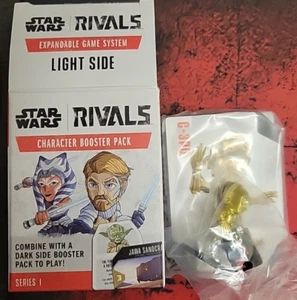 STAR WARS RIVALS
EXPANDABLE GAME SYSTEM
LIGHT SIDE
STAR WARS RIVALS
CHARACTER BOOSTER PACK
COMBINE WITH A
DARK SIDE BOOSTER
PACK TO PLAY!
SERIES 1